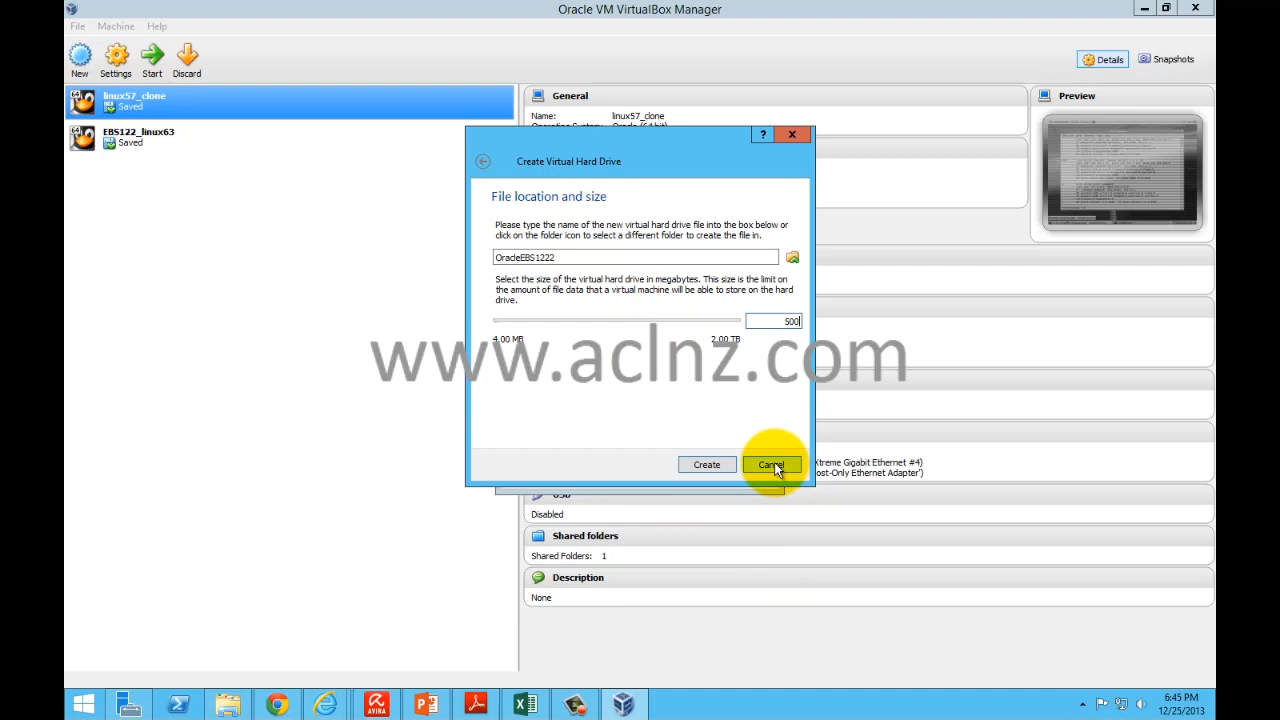 Oracle VM VirtualBox Manager
File Machine Help
New Settings Start Discard
Details Snapshots
linux57_clone
Saved
EBS122_linux63
Saved
General
Name: linux57_clone
Preview
Create Virtual Hard Drive
File location and size
Please type the name of the new virtual hard drive file into the box below or
click on the folder icon to select a different folder to create the file in.
OracleEBS1222
Select the size of the virtual hard drive in megabytes. This size is the limit on
the amount of file data that a virtual machine will be able to store on the hard
drive.
500
4.00 MB 2.00 TB
www.aclnz.com
Create Cancel
Xtreme Gigabit Ethernet #4)
ost-Only Ethernet Adapter')
Disabled
Shared folders
Shared Folders: 1
Description
None
AVIRA
6:45 PM
12/25/2013